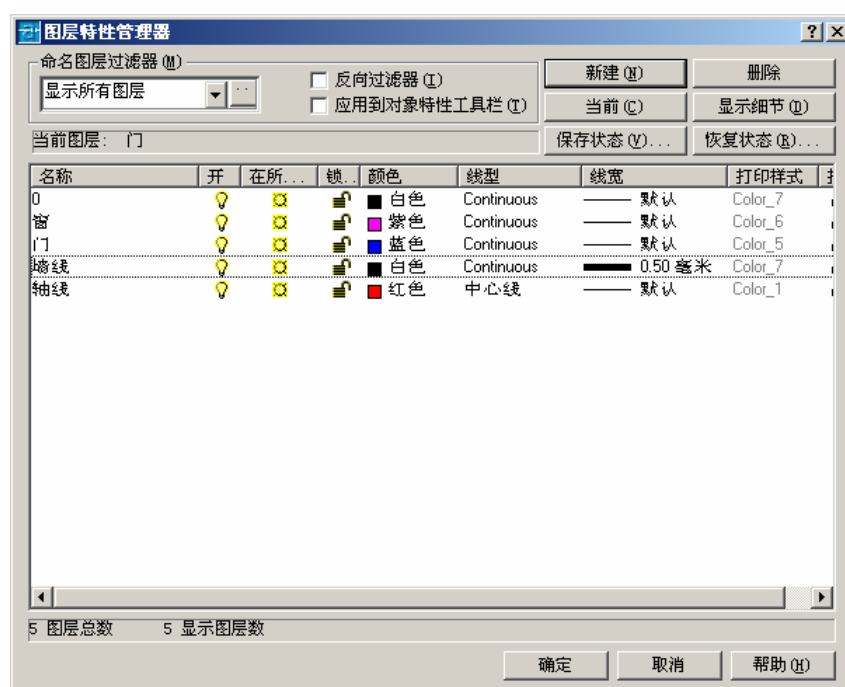 图层特性管理器
命名图层过滤器(M)
显示所有图层
反向过滤器(I)
应用到对象特性工具栏(T)
新建(N)
删除
当前(C)
显示细节(D)
当前图层: 门
保存状态(V)...
恢复状态(R)...
名称 开 在所... 锁.. 颜色 线型 线宽 打印样式
0 白色 Continuous 默认 Color_7
窗 紫色 Continuous 默认 Color_6
门 蓝色 Continuous 默认 Color_5
墙线 白色 Continuous 0.50 毫米 Color_7
轴线 红色 中心线 默认 Color_1
5 图层总数 5 显示图层数
确定 取消 帮助(H)